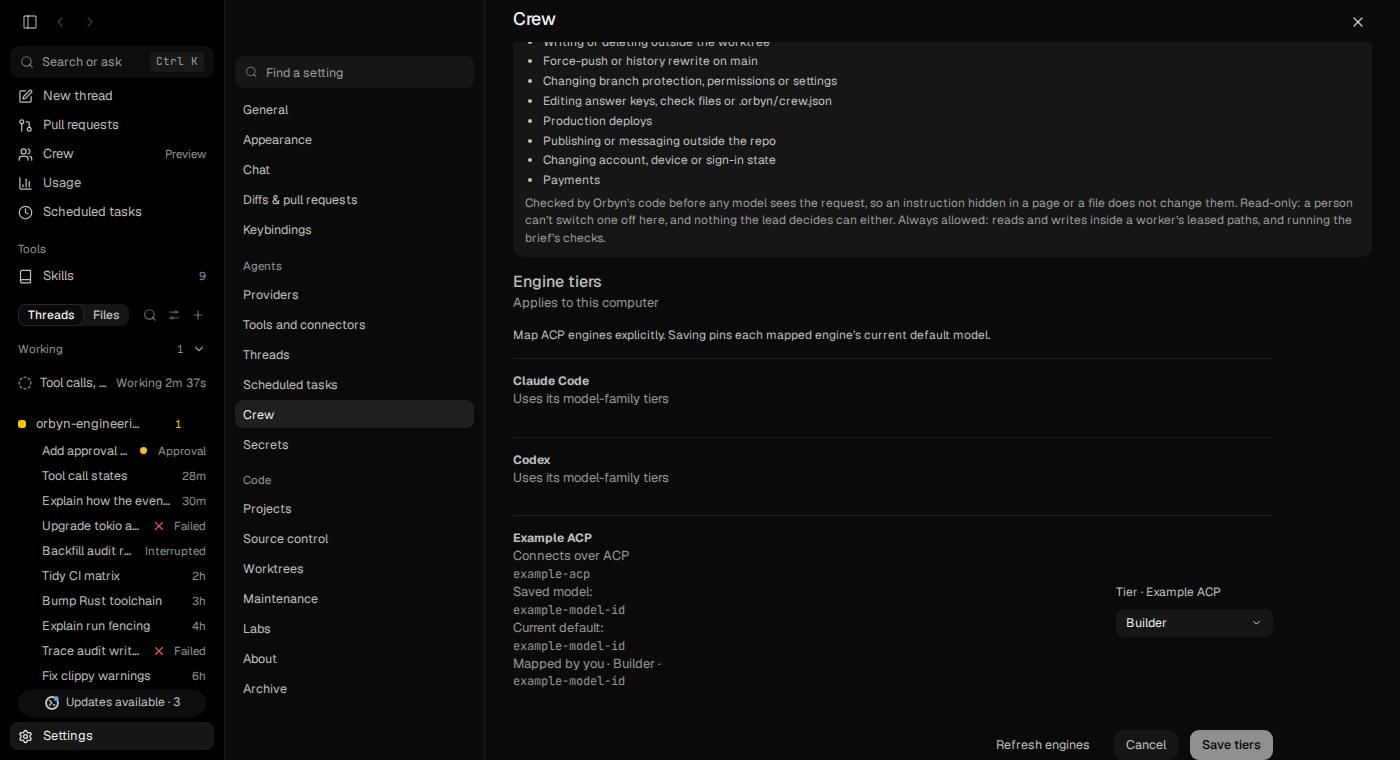 Search or ask
Ctrl K
New thread
Pull requests
Crew
Preview
Usage
Scheduled tasks
Tools
Skills
9
Threads
Files
Working
1
Tool calls, ...
Working 2m 37s
orbyn-engineeri...
1
Add approval ...
Approval
Tool call states
28m
Explain how the even...
30m
Upgrade tokio a...
Failed
Backfill audit r...
Interrupted
Tidy CI matrix
2h
Bump Rust toolchain
3h
Explain run fencing
4h
Trace audit writ...
Failed
Fix clippy warnings
6h
Updates available · 3
Settings
Find a setting
General
Appearance
Chat
Diffs & pull requests
Keybindings
Agents
Providers
Tools and connectors
Threads
Scheduled tasks
Crew
Secrets
Code
Projects
Source control
Worktrees
Maintenance
Labs
About
Archive
Crew
Writing or deleting outside the worktree
Force-push or history rewrite on main
Changing branch protection, permissions or settings
Editing answer keys, check files or .orbyn/crew.json
Production deploys
Publishing or messaging outside the repo
Changing account, device or sign-in state
Payments
Checked by Orbyn's code before any model sees the request, so an instruction hidden in a page or a file does not change them. Read-only: a person
can't switch one off here, and nothing the lead decides can either. Always allowed: reads and writes inside a worker's leased paths, and running the
brief's checks.
Engine tiers
Applies to this computer
Map ACP engines explicitly. Saving pins each mapped engine's current default model.
Claude Code
Uses its model-family tiers
Codex
Uses its model-family tiers
Example ACP
Connects over ACP
example-acp
Saved model:
example-model-id
Current default:
example-model-id
Mapped by you · Builder ·
example-model-id
Tier · Example ACP
Builder
Refresh engines
Cancel
Save tiers